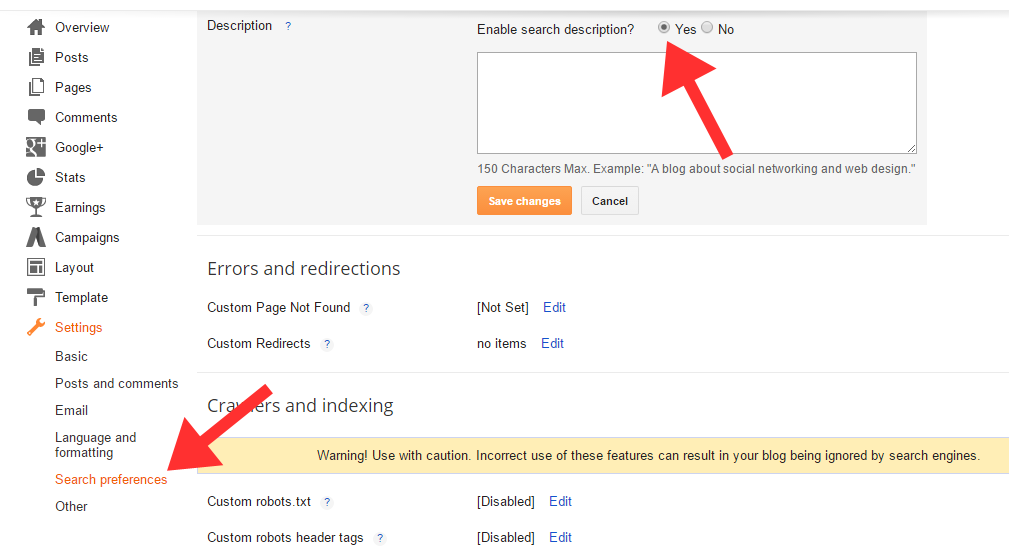 Overview
Posts
Pages
Comments
Google+
Stats
Earnings
Campaigns
Layout
Template
Settings
Basic
Posts and comments
Email
Language and
formatting
Search preferences
Other
Description ? Enable search description? Yes No
150 Characters Max. Example: "A blog about social networking and web design."
Save changes Cancel
Errors and redirections
Custom Page Not Found ? [Not Set] Edit
Custom Redirects ? no items Edit
Crawlers and indexing
Warning! Use with caution. Incorrect use of these features can result in your blog being ignored by search engines.
Custom robots.txt ? [Disabled] Edit
Custom robots header tags ? [Disabled] Edit